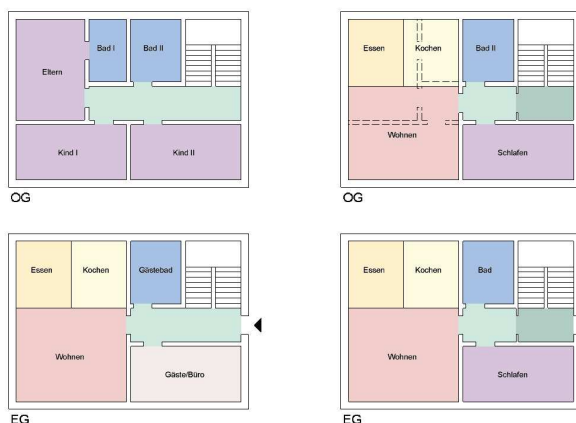 Bad I
Bad II
Eltern
Kind I
Kind II
OG
Essen
Kochen
Bad II
Wohnen
Schlafen
OG
Essen
Kochen
Gästebad
Wohnen
Gäste/Büro
EG
Essen
Kochen
Bad
Wohnen
Schlafen
EG